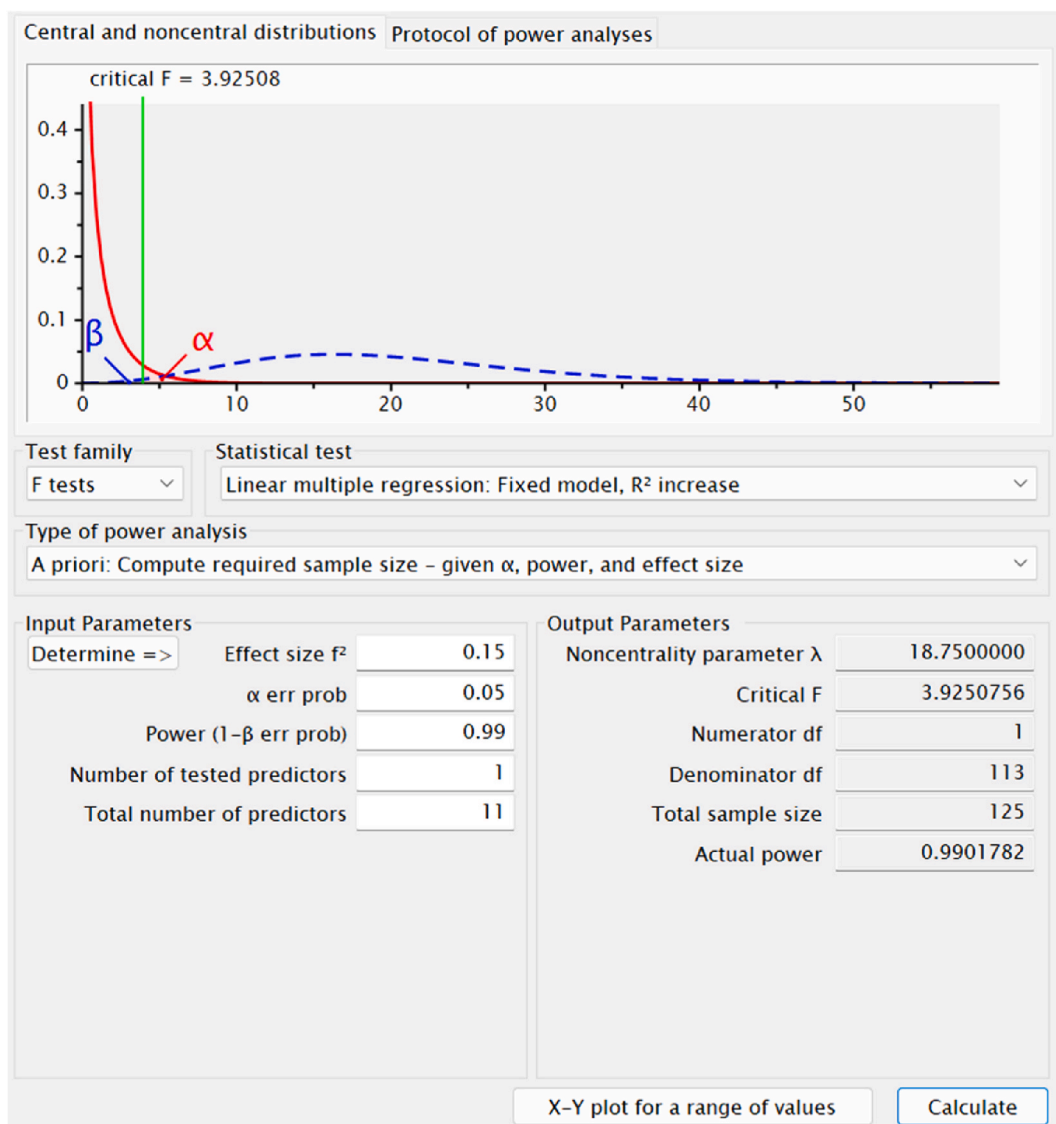 Central and noncentral distributions Protocol of power analyses
critical F = 3.92508
0.4
0.3
0.2
0.1
β α
0
0 10 20 30 40 50
Test family Statistical test
F tests Linear multiple regression: Fixed model, R² increase
Type of power analysis
A priori: Compute required sample size – given α, power, and effect size
Input Parameters Output Parameters
Determine => Effect size f² 0.15 Noncentrality parameter λ 18.7500000
α err prob 0.05 Critical F 3.9250756
Power (1-β err prob) 0.99 Numerator df 1
Number of tested predictors 1 Denominator df 113
Total number of predictors 11 Total sample size 125
Actual power 0.9901782
X-Y plot for a range of values Calculate